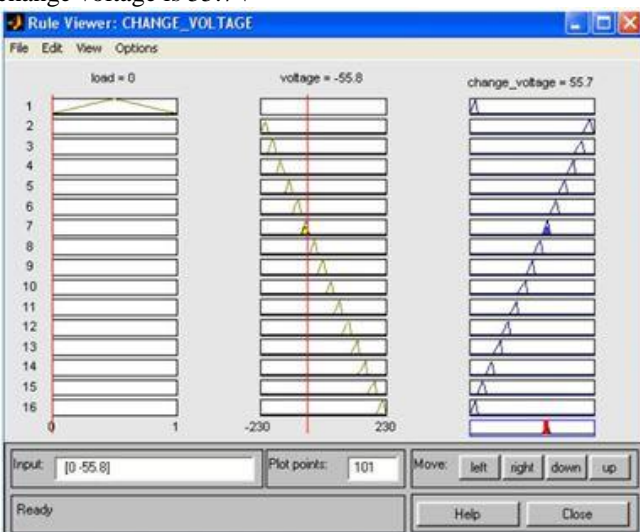 change voltage is 55.7 v
Rule Viewer: CHANGE_VOLTAGE
File Edit View Options
load = 0 voltage = -55.8 change_voltage = 55.7
1
2
3
4
5
6
7
8
9
10
11
12
13
14
15
16
0 1 -230 230
Input: [0 -55.8] Plot points: 101 Move: left right down up
Ready Help Close